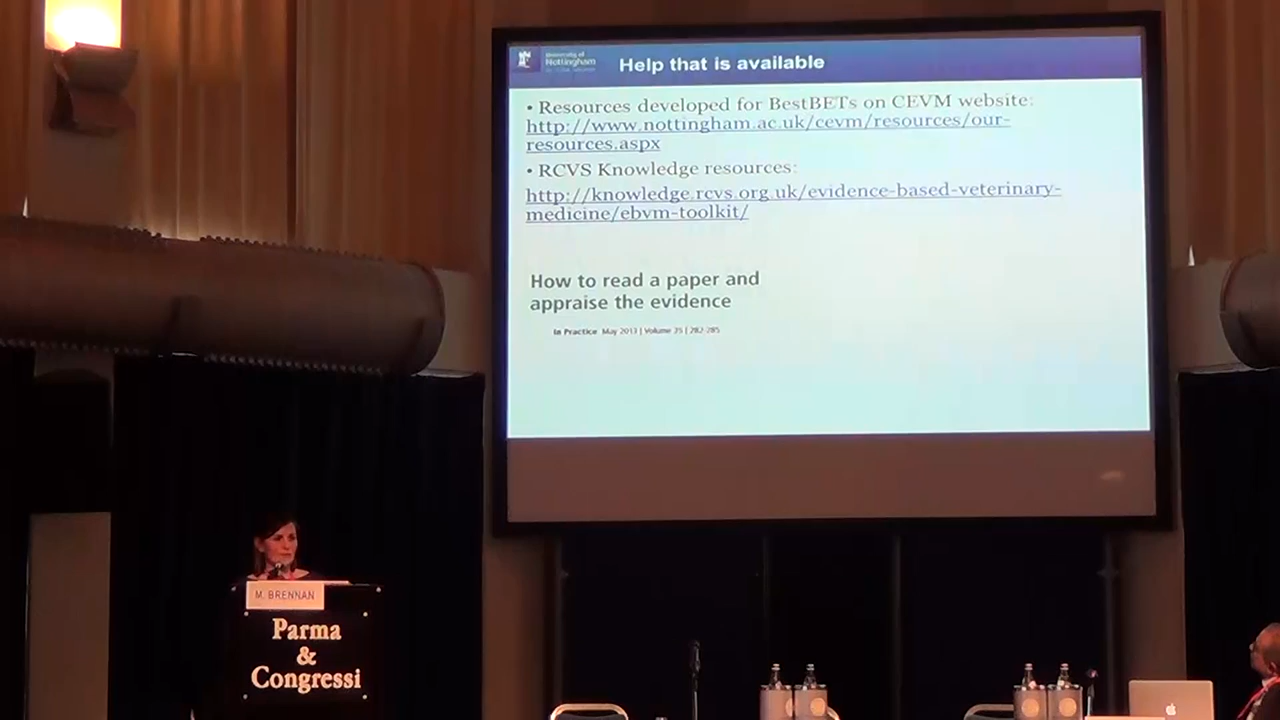 University of
Nottingham
Help that is available
• Resources developed for BestBETs on CEVM website:
http://www.nottingham.ac.uk/cevm/resources/our-
resources.aspx
• RCVS Knowledge resources:
http://knowledge.rcvs.org.uk/evidence-based-veterinary-
medicine/ebvm-toolkit/
How to read a paper and
appraise the evidence
In Practice May 2013 | Volume 35 | 282-285
M. BRENNAN
Parma
&
Congressi